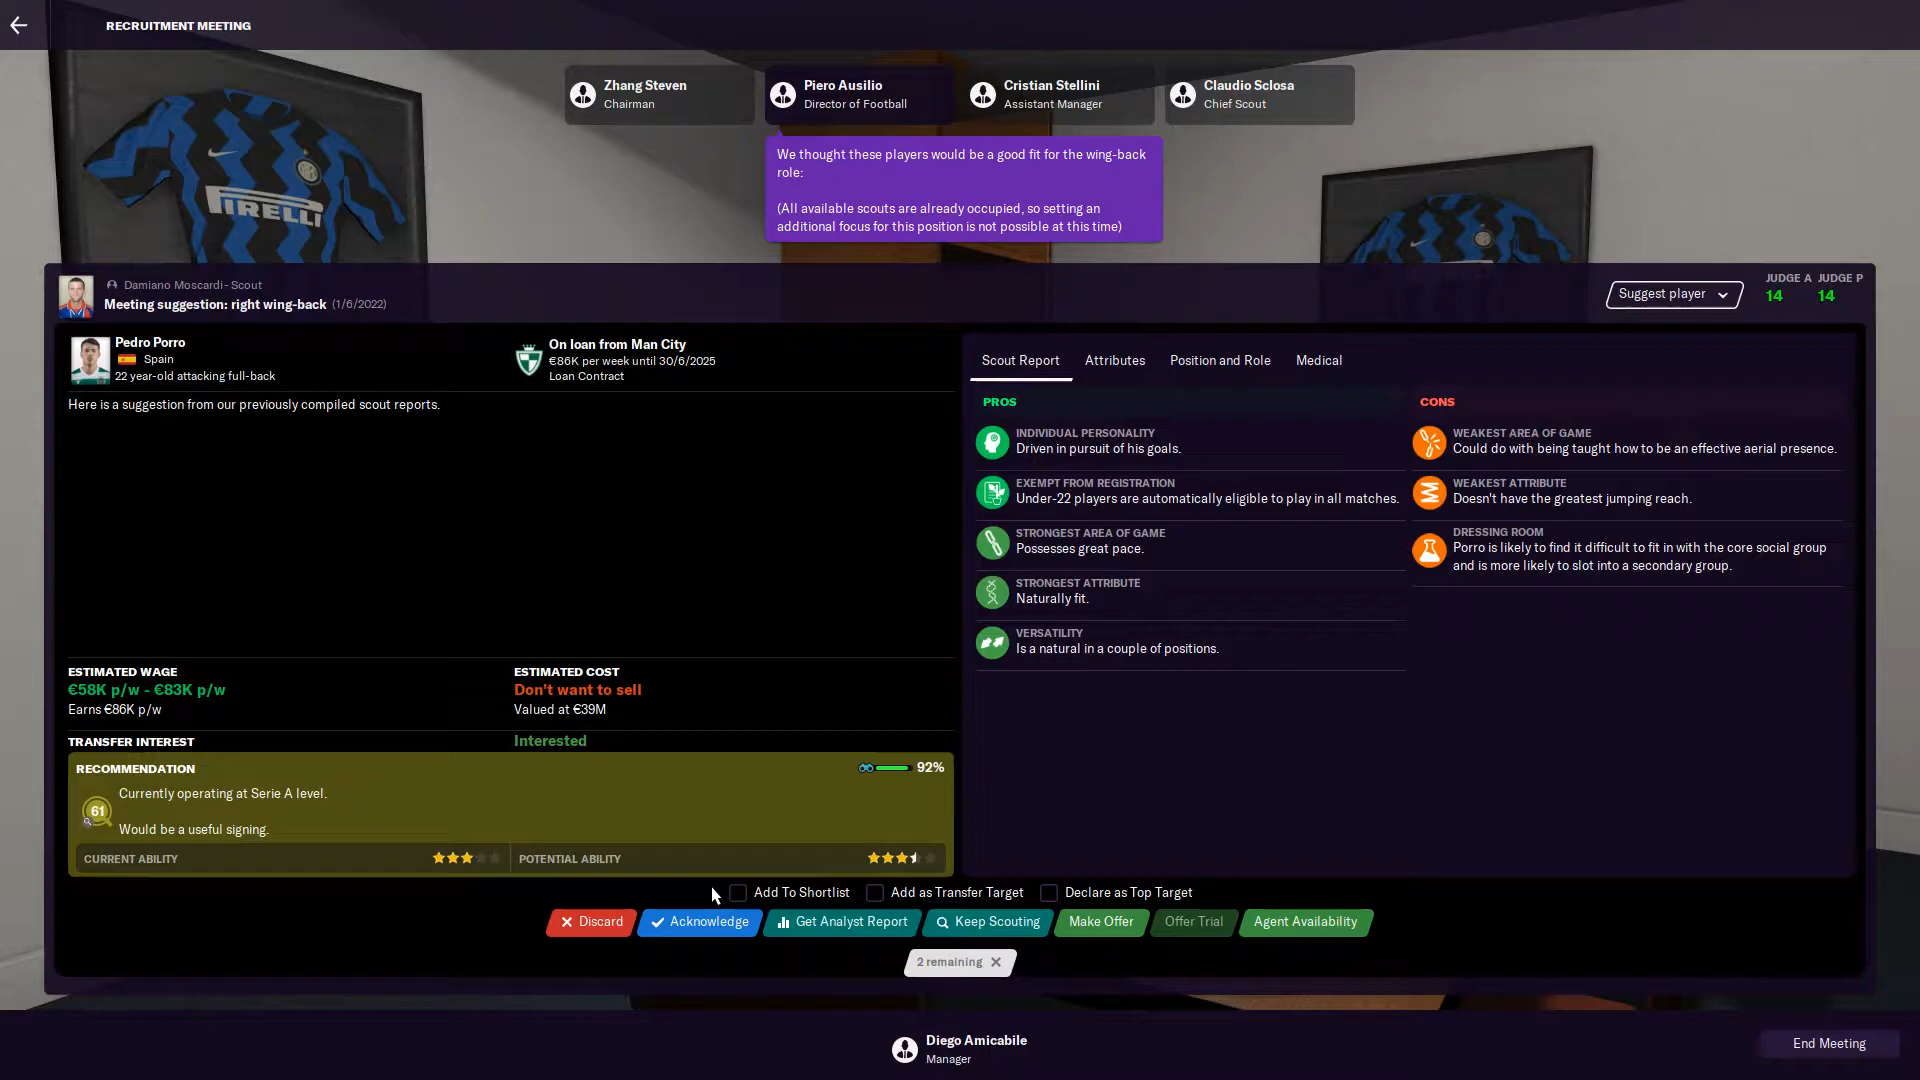 RECRUITMENT MEETING
Zhang Steven
Chairman
Piero Ausilio
Director of Football
Cristian Stellini
Assistant Manager
Claudio Sclosa
Chief Scout
We thought these players would be a good fit for the wing-back
role:
(All available scouts are already occupied, so setting an
additional focus for this position is not possible at this time)
PIRELLI
Damiano Moscardi - Scout
Meeting suggestion: right wing-back (1/6/2022)
Suggest player
JUDGE A JUDGE P
14 14
Pedro Porro
Spain
22 year-old attacking full-back
On loan from Man City
€86K per week until 30/6/2025
Loan Contract
Here is a suggestion from our previously compiled scout reports.
ESTIMATED WAGE
€58K p/w - €83K p/w
Earns €86K p/w
ESTIMATED COST
Don't want to sell
Valued at €39M
TRANSFER INTEREST
Interested
RECOMMENDATION
92%
61
Currently operating at Serie A level.
Would be a useful signing.
CURRENT ABILITY
POTENTIAL ABILITY
Scout Report Attributes Position and Role Medical
PROS
INDIVIDUAL PERSONALITY
Driven in pursuit of his goals.
EXEMPT FROM REGISTRATION
Under-22 players are automatically eligible to play in all matches.
STRONGEST AREA OF GAME
Possesses great pace.
STRONGEST ATTRIBUTE
Naturally fit.
VERSATILITY
Is a natural in a couple of positions.
CONS
WEAKEST AREA OF GAME
Could do with being taught how to be an effective aerial presence.
WEAKEST ATTRIBUTE
Doesn't have the greatest jumping reach.
DRESSING ROOM
Porro is likely to find it difficult to fit in with the core social group
and is more likely to slot into a secondary group.
Add To Shortlist Add as Transfer Target Declare as Top Target
Discard Acknowledge Get Analyst Report Keep Scouting Make Offer Offer Trial Agent Availability
2 remaining
Diego Amicabile
Manager
End Meeting